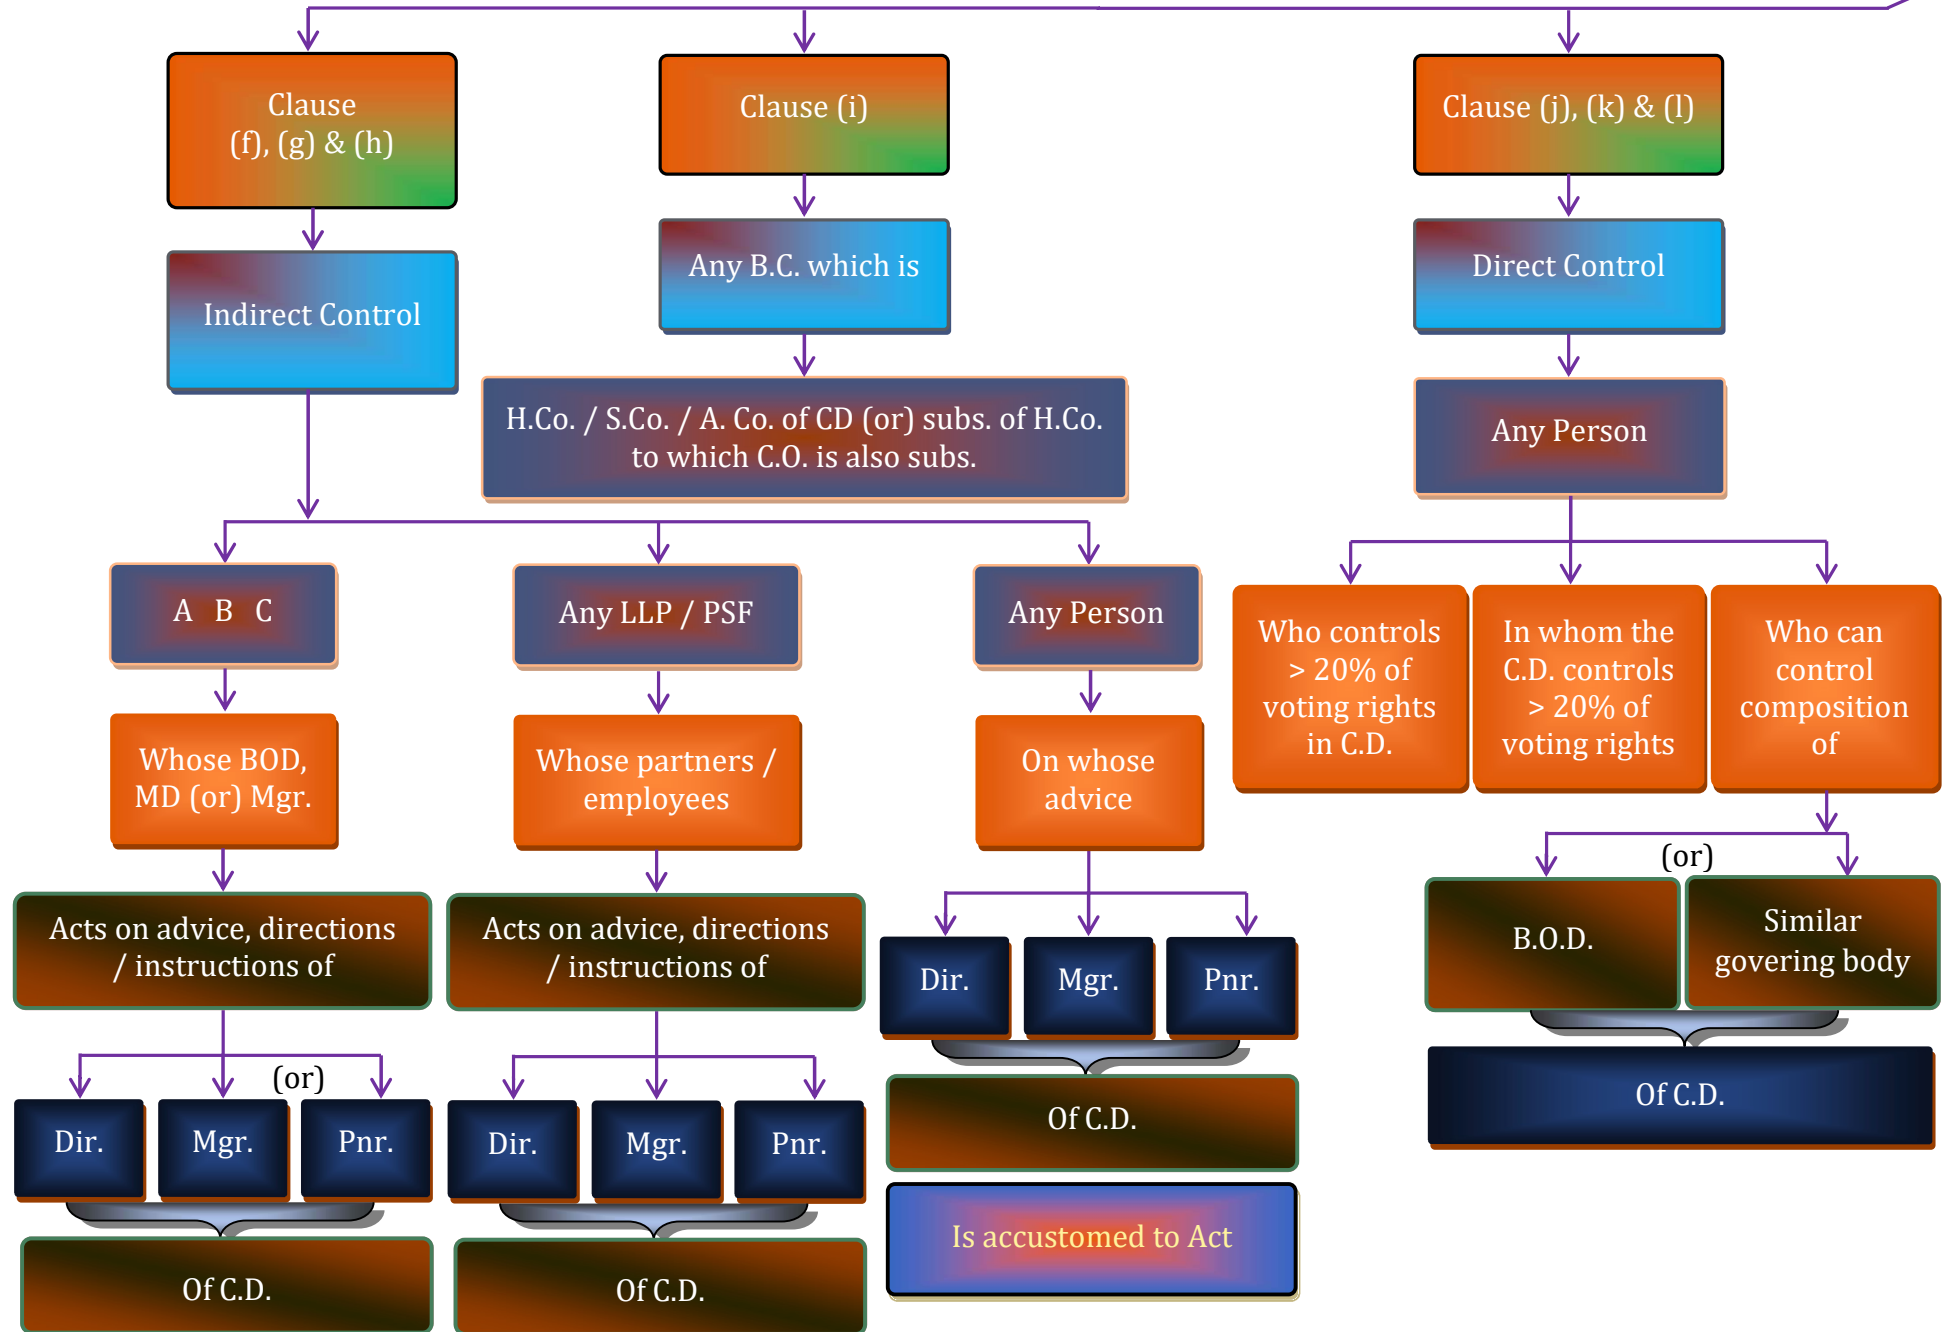 Clause
(f), (g) & (h)
Clause (i)
Clause (j), (k) & (l)
Indirect Control
Any B.C. which is
Direct Control
H.Co. / S.Co. / A. Co. of CD (or) subs. of H.Co.
to which C.O. is also subs.
Any Person
A B C
Any LLP / PSF
Any Person
Who controls
> 20% of
voting rights
in C.D.
In whom the
C.D. controls
> 20% of
voting rights
Who can
control
composition
of
Whose BOD,
MD (or) Mgr.
Whose partners /
employees
On whose
advice
(or)
B.O.D.
Similar
governing body
Of C.D.
Acts on advice, directions
/ instructions of
Acts on advice, directions
/ instructions of
Dir.
Mgr.
Pnr.
Of C.D.
Is accustomed to Act
(or)
Dir.
Mgr.
Pnr.
Of C.D.
Dir.
Mgr.
Pnr.
Of C.D.